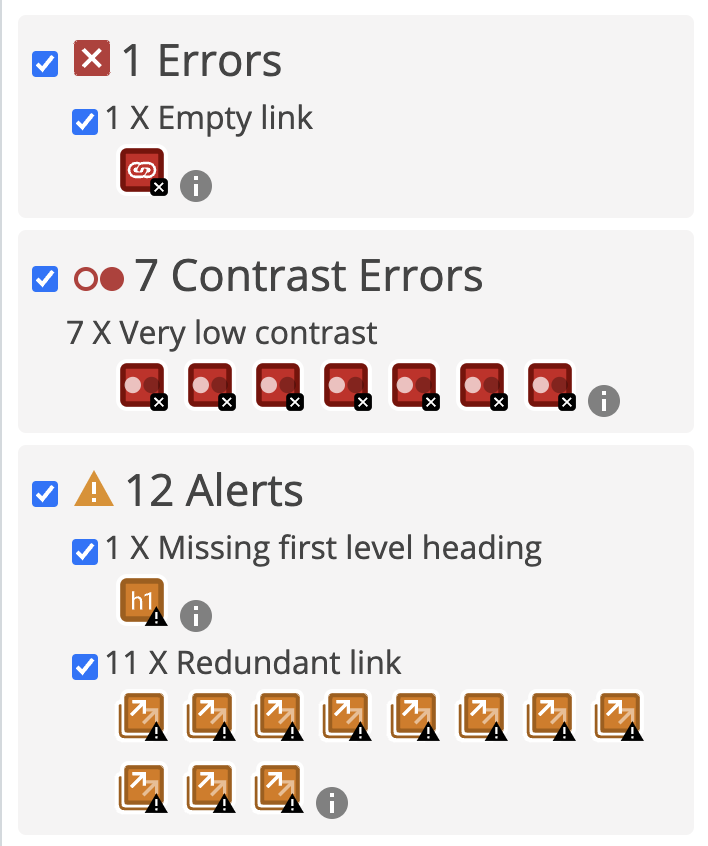 1 Errors
1 X Empty link
7 Contrast Errors
7 X Very low contrast
12 Alerts
1 X Missing first level heading
h1
11 X Redundant link